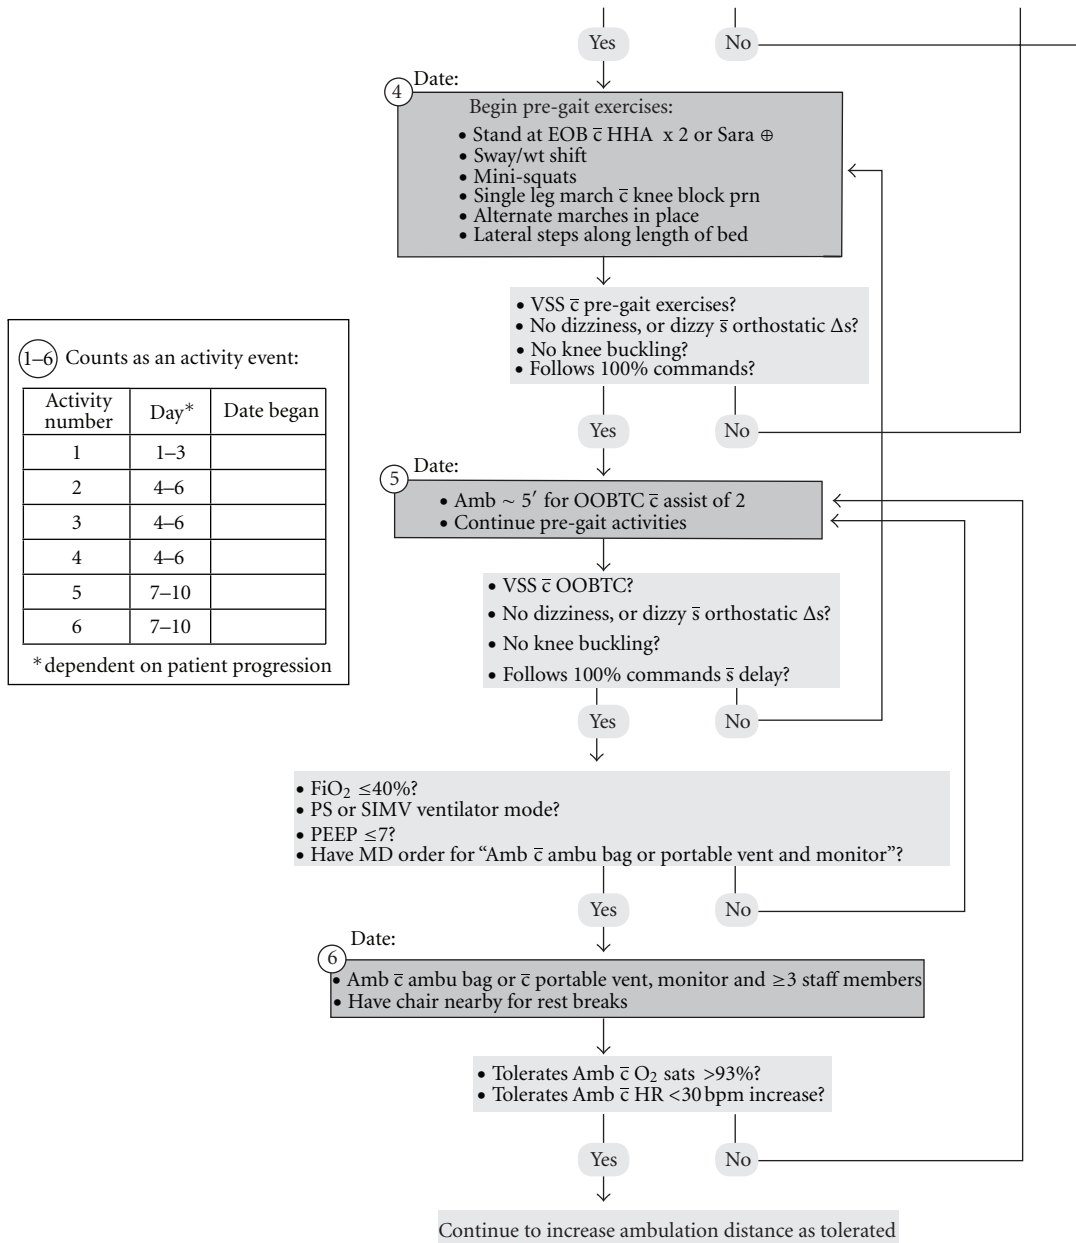 Yes
No
Date:
4
Begin pre-gait exercises:
• Stand at EOB c̅ HHA x 2 or Sara ⊕
• Sway/wt shift
• Mini-squats
• Single leg march c̅ knee block prn
• Alternate marches in place
• Lateral steps along length of bed
• VSS c̅ pre-gait exercises?
• No dizziness, or dizzy s̅ orthostatic Δs?
• No knee buckling?
• Follows 100% commands?
Yes
No
1–6 Counts as an activity event:
Activity number Day* Date began
1 1–3
2 4–6
3 4–6
4 4–6
5 7–10
6 7–10
*dependent on patient progression
Date:
5
• Amb ~ 5′ for OOBTC c̅ assist of 2
• Continue pre-gait activities
• VSS c̅ OOBTC?
• No dizziness, or dizzy s̅ orthostatic Δs?
• No knee buckling?
• Follows 100% commands s̅ delay?
Yes
No
• FiO₂ ≤40%?
• PS or SIMV ventilator mode?
• PEEP ≤7?
• Have MD order for “Amb c̅ ambu bag or portable vent and monitor”?
Yes
No
Date:
6
• Amb c̅ ambu bag or c̅ portable vent, monitor and ≥3 staff members
• Have chair nearby for rest breaks
• Tolerates Amb c̅ O₂ sats >93%?
• Tolerates Amb c̅ HR <30 bpm increase?
Yes
No
Continue to increase ambulation distance as tolerated